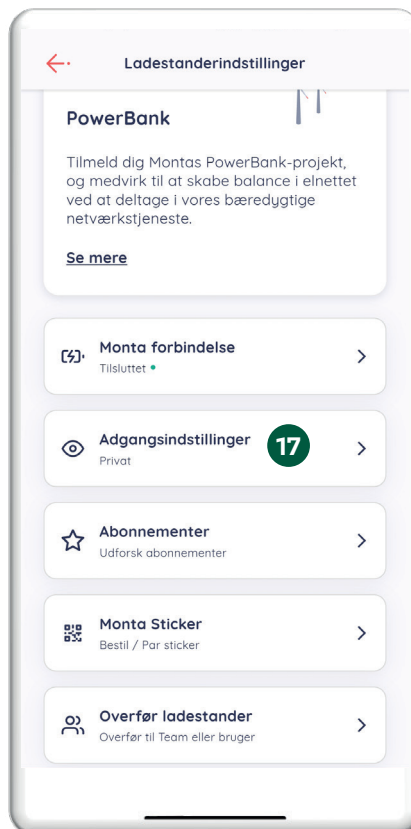 Ladestanderindstillinger
PowerBank
Tilmeld dig Montas PowerBank-projekt,
og medvirk til at skabe balance i elnettet
ved at deltage i vores bæredygtige
netværkstjeneste.
Se mere
Monta forbindelse
Tilsluttet
Adgangsindstillinger
17
Privat
Abonnementer
Udforsk abonnementer
Monta Sticker
Bestil / Par sticker
Overfør ladestander
Overfør til Team eller bruger